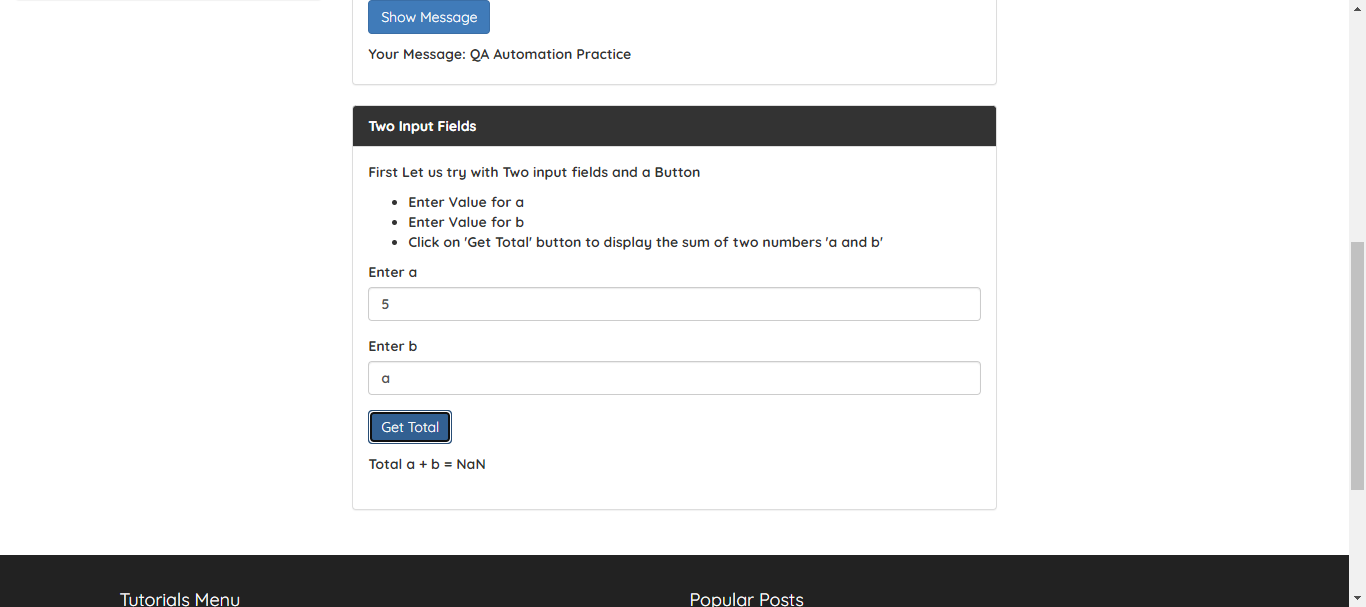 Show Message
Your Message: QA Automation Practice
Two Input Fields
First Let us try with Two input fields and a Button
Enter Value for a
Enter Value for b
Click on 'Get Total' button to display the sum of two numbers 'a and b'
Enter a
5
Enter b
a
Get Total
Total a + b = NaN
Tutorials Menu
Popular Posts